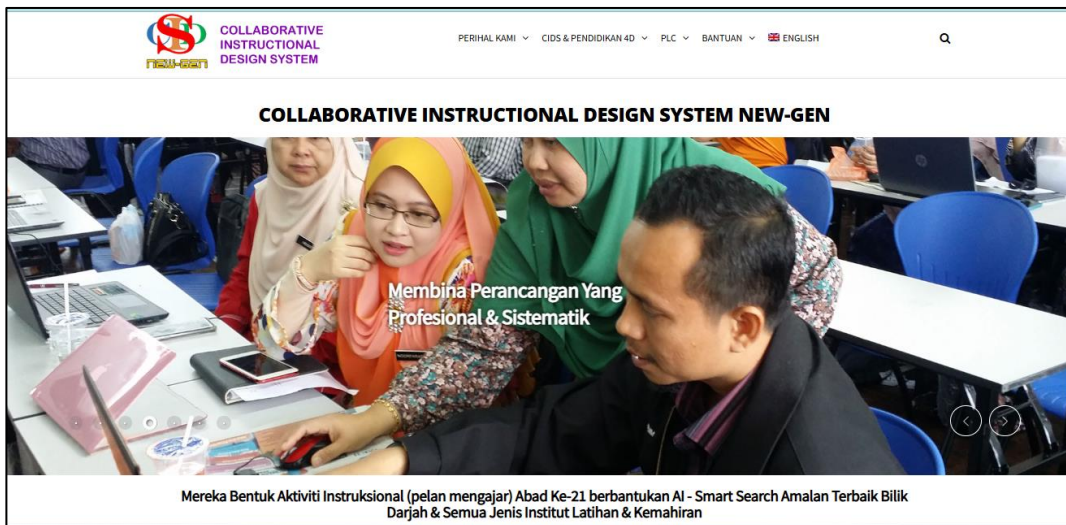 COLLABORATIVE
INSTRUCTIONAL
DESIGN SYSTEM
NEW-GEN
PERIHAL KAMI CIDS & PENDIDIKAN 4D PLC BANTUAN ENGLISH
COLLABORATIVE INSTRUCTIONAL DESIGN SYSTEM NEW-GEN
Membina Perancangan Yang
Profesional & Sistematik
Mereka Bentuk Aktiviti Instruksional (pelan mengajar) Abad Ke-21 berbantukan AI - Smart Search Amalan Terbaik Bilik
Darjah & Semua Jenis Institut Latihan & Kemahiran